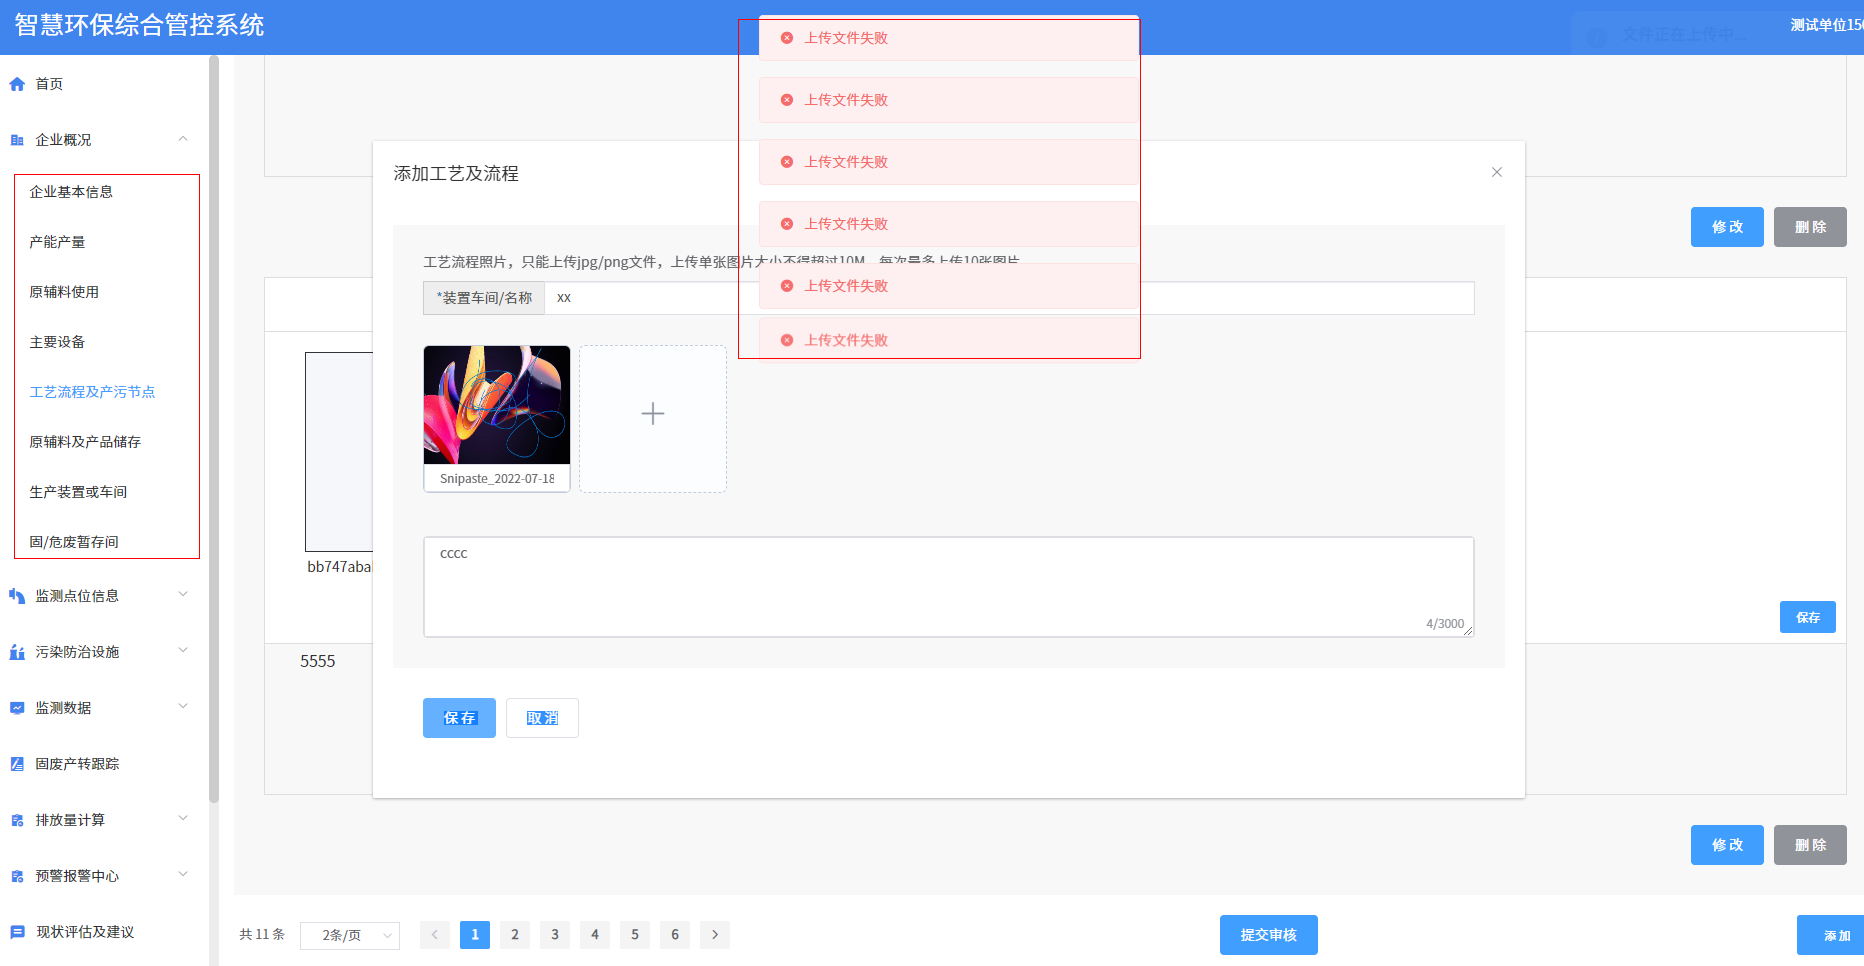 智慧环保综合管控系统
文件正在上传中...
测试单位150
首页
企业概况
企业基本信息
产能产量
原辅料使用
主要设备
工艺流程及产污节点
原辅料及产品储存
生产装置或车间
固/危废暂存间
监测点位信息
污染防治设施
监测数据
固废产转跟踪
排放量计算
预警报警中心
现状评估及建议
上传文件失败
上传文件失败
上传文件失败
上传文件失败
上传文件失败
上传文件失败
添加工艺及流程
工艺流程照片，只能上传jpg/png文件，上传单张图片大小不得超过10M，每次最多上传10张图片
*装置车间/名称
xx
Snipaste_2022-07-18
cccc
4/3000
保存
取消
修改
删除
bb747aba
保存
5555
修改
删除
共 11 条
2条/页
1
2
3
4
5
6
提交审核
添加